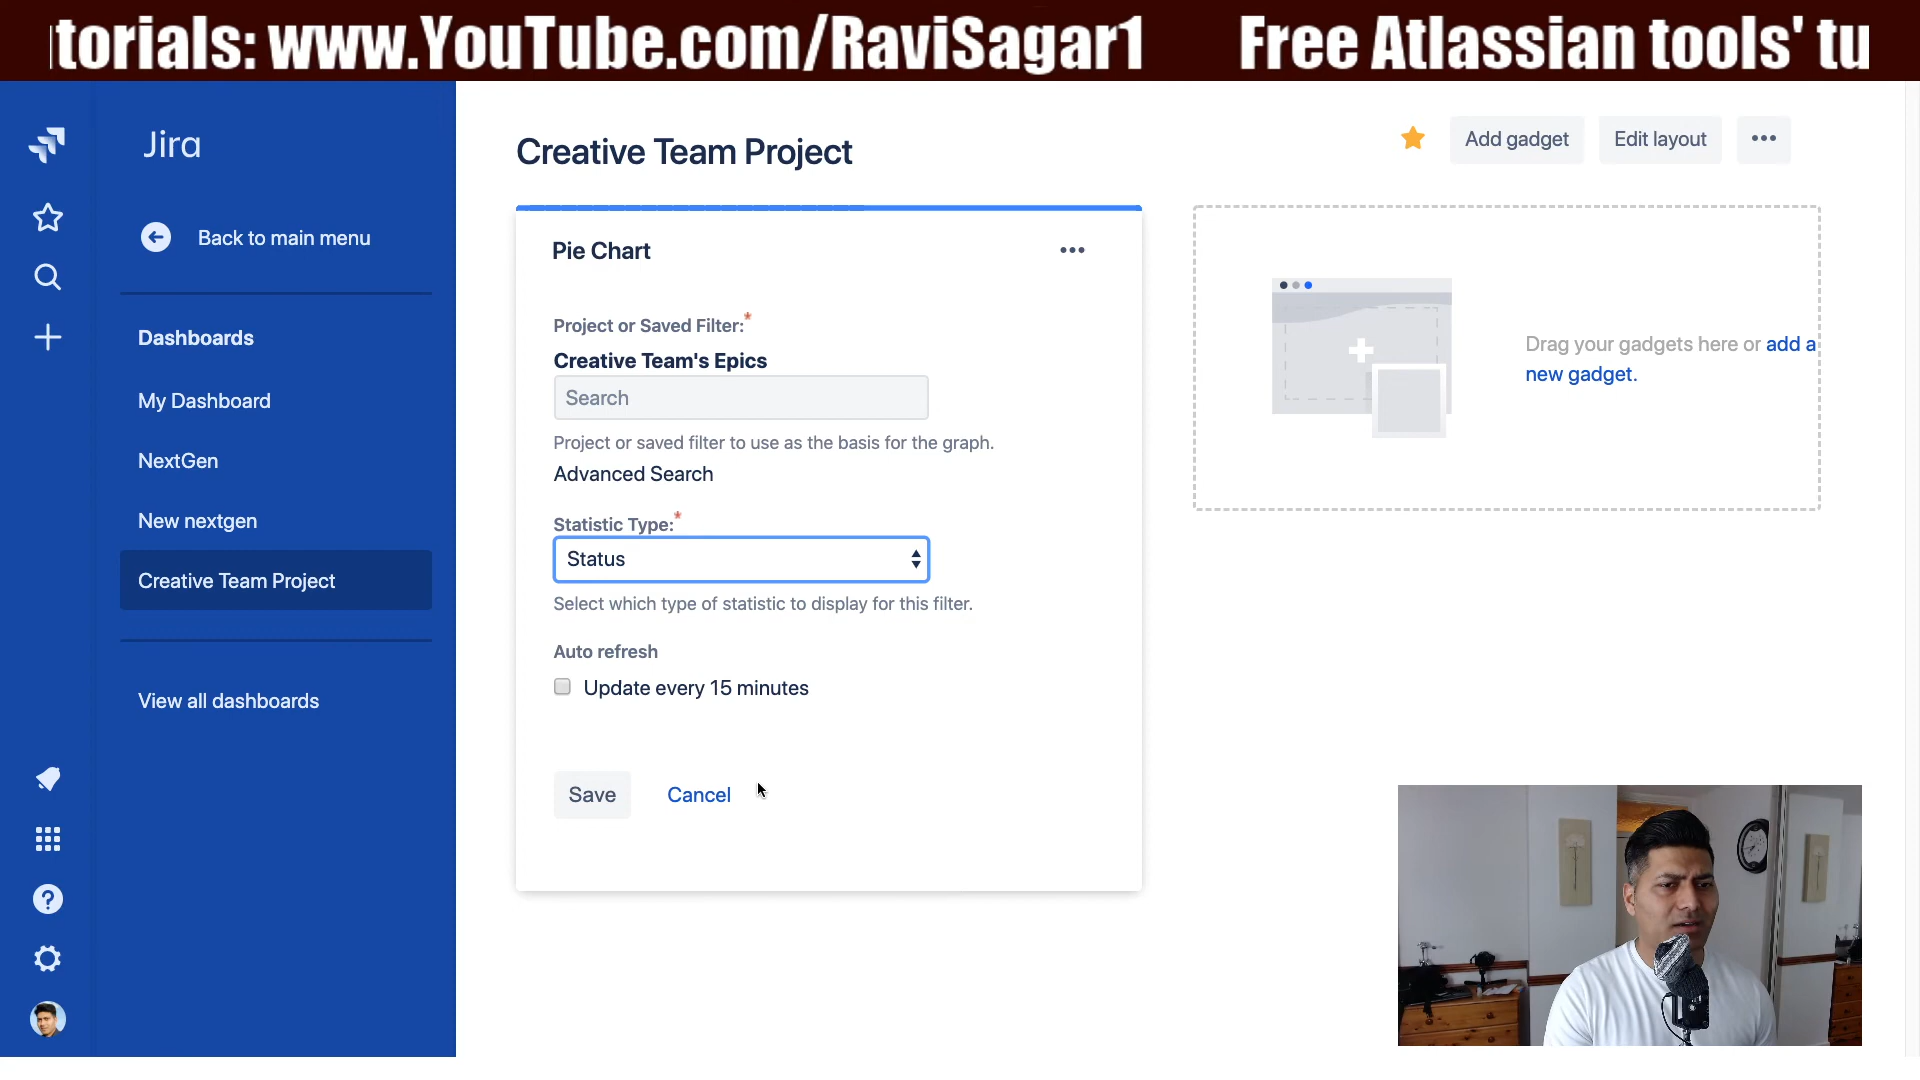 torials: www.YouTube.com/RaviSagar1 Free Atlassian tools' tu
Jira
Back to main menu
Dashboards
My Dashboard
NextGen
New nextgen
Creative Team Project
View all dashboards
Creative Team Project
Add gadget
Edit layout
Pie Chart
Project or Saved Filter:*
Creative Team's Epics
Search
Project or saved filter to use as the basis for the graph.
Advanced Search
Statistic Type:*
Status
Select which type of statistic to display for this filter.
Auto refresh
Update every 15 minutes
Save
Cancel
Drag your gadgets here or add a
new gadget.